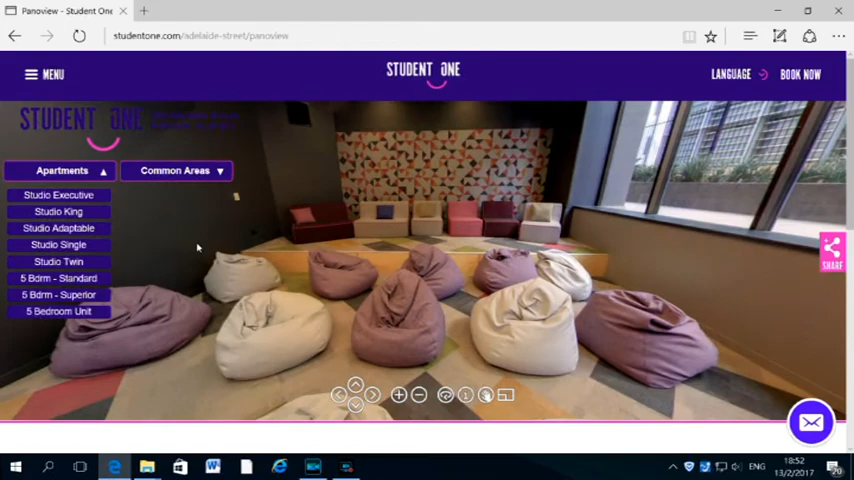 Panoview - Student One
studentone.com/adelaide-street/panoview
MENU
STUDENT ONE
LANGUAGE
BOOK NOW
STUDENT ONE
Apartments ▲
Common Areas ▼
Studio Executive
Studio King
Studio Adaptable
Studio Single
Studio Twin
5 Bdrm - Standard
5 Bdrm - Superior
5 Bedroom Unit
SHARE
ENG
18:52
13/2/2017
20